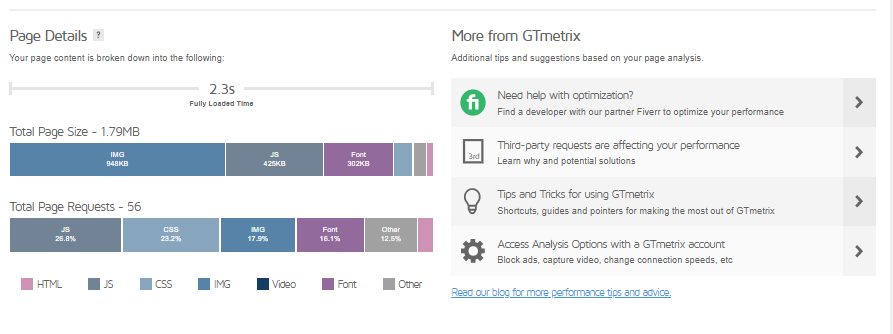 Page Details ?
Your page content is broken down into the following:
2.3s
Fully Loaded Time
Total Page Size - 1.79MB
IMG
948KB
JS
425KB
Font
302KB
Total Page Requests - 56
JS
26.8%
CSS
23.2%
IMG
17.9%
Font
16.1%
Other
12.5%
HTML
JS
CSS
IMG
Video
Font
Other
More from GTmetrix
Additional tips and suggestions based on your page analysis.
fi
Need help with optimization?
Find a developer with our partner Fiverr to optimize your performance
3rd
Third-party requests are affecting your performance
Learn why and potential solutions
Tips and Tricks for using GTmetrix
Shortcuts, guides and pointers for making the most out of GTmetrix
Access Analysis Options with a GTmetrix account
Block ads, capture video, change connection speeds, etc
Read our blog for more performance tips and advice.